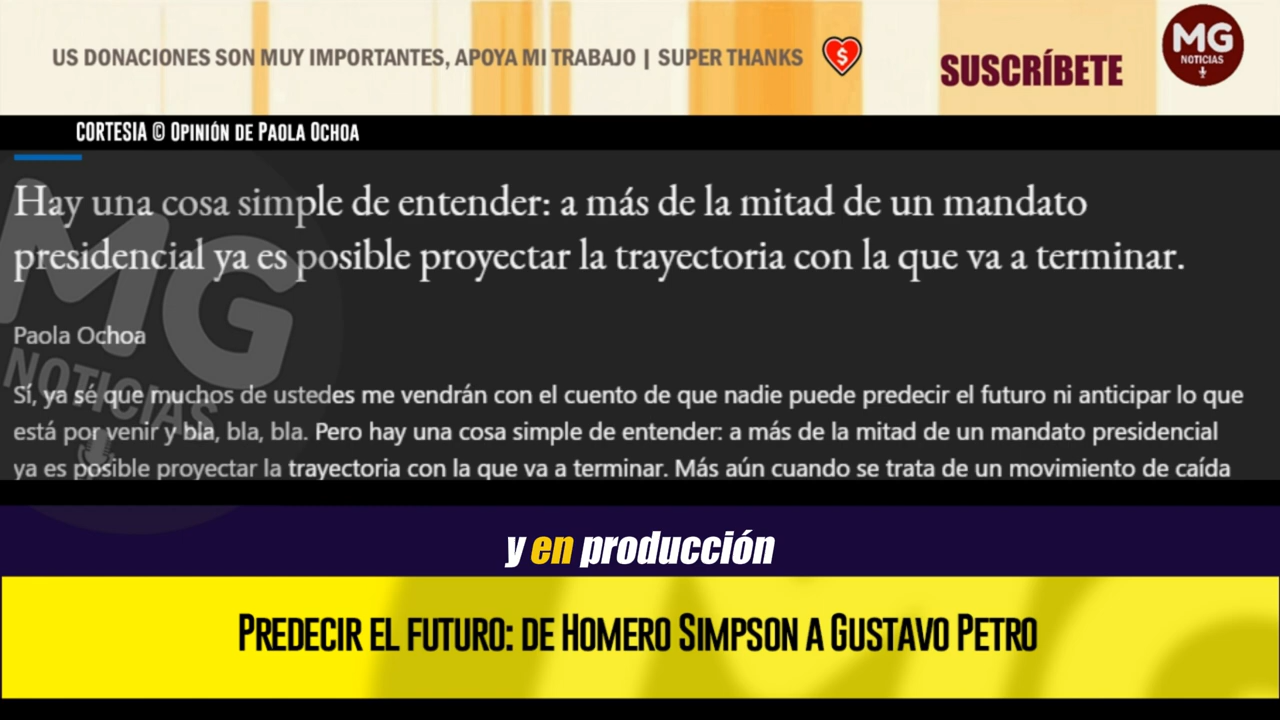 US DONACIONES SON MUY IMPORTANTES, APOYA MI TRABAJO | SUPER THANKS
$
SUSCRÍBETE
MG
NOTICIAS
CORTESIA © OPINIÓN DE PAOLA OCHOA
Hay una cosa simple de entender: a más de la mitad de un mandato
presidencial ya es posible proyectar la trayectoria con la que va a terminar.
MG
NOTICIAS
Paola Ochoa
Sí, ya sé que muchos de ustedes me vendrán con el cuento de que nadie puede predecir el futuro ni anticipar lo que
está por venir y bla, bla, bla. Pero hay una cosa simple de entender: a más de la mitad de un mandato presidencial
ya es posible proyectar la trayectoria con la que va a terminar. Más aún cuando se trata de un movimiento de caída
y en producción
PREDECIR EL FUTURO: DE HOMERO SIMPSON A GUSTAVO PETRO